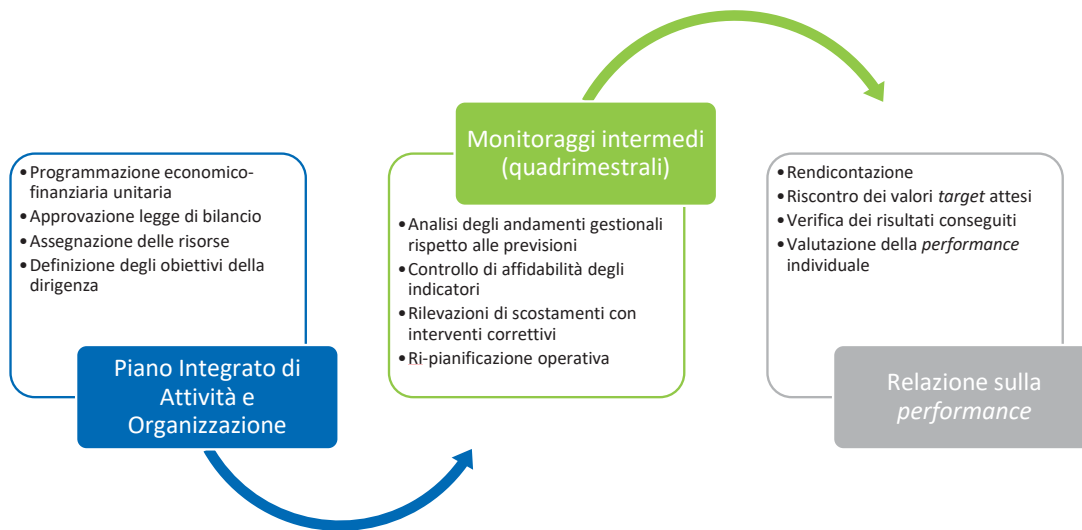 • Programmazione economico-
finanziaria unitaria
• Approvazione legge di bilancio
• Assegnazione delle risorse
• Definizione degli obiettivi della
dirigenza
Piano Integrato di
Attività e
Organizzazione
Monitoraggi intermedi
(quadrimestrali)
• Analisi degli andamenti gestionali
rispetto alle previsioni
• Controllo di affidabilità degli
indicatori
• Rilevazioni di scostamenti con
interventi correttivi
• Ri-pianificazione operativa
• Rendicontazione
• Riscontro dei valori target attesi
• Verifica dei risultati conseguiti
• Valutazione della performance
individuale
Relazione sulla
performance